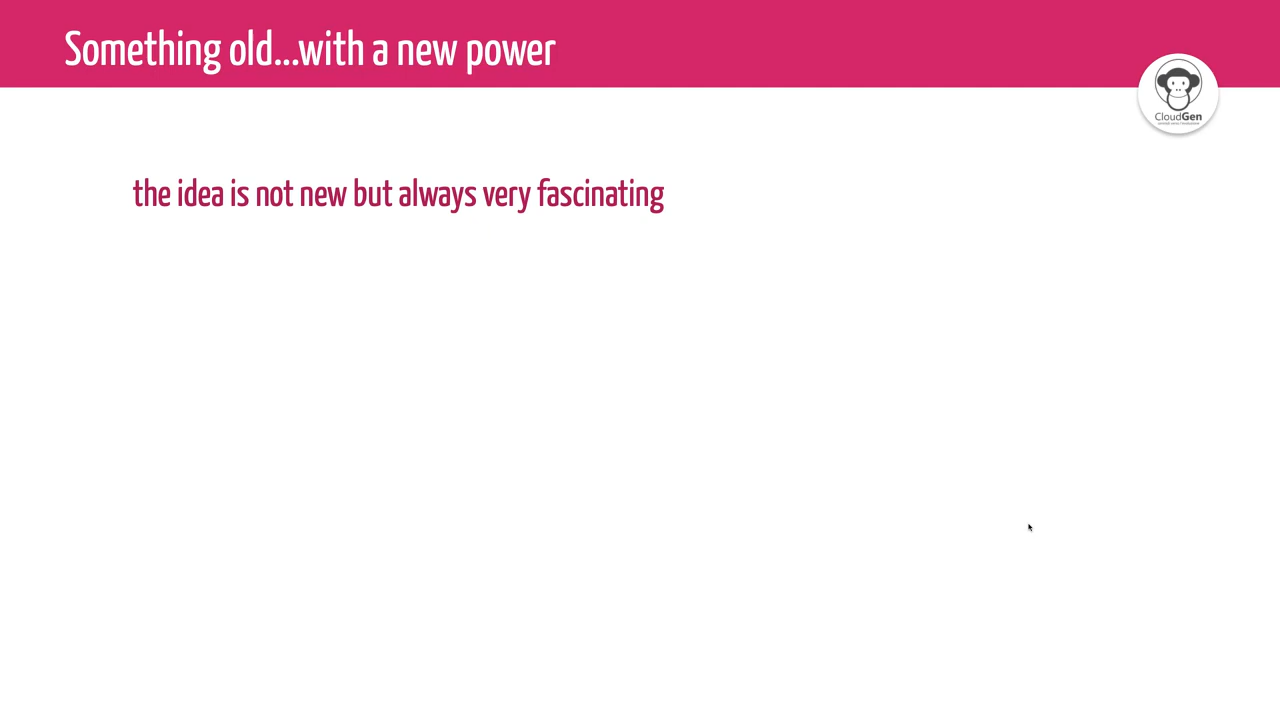 Something old...with a new power
CloudGen
the idea is not new but always very fascinating